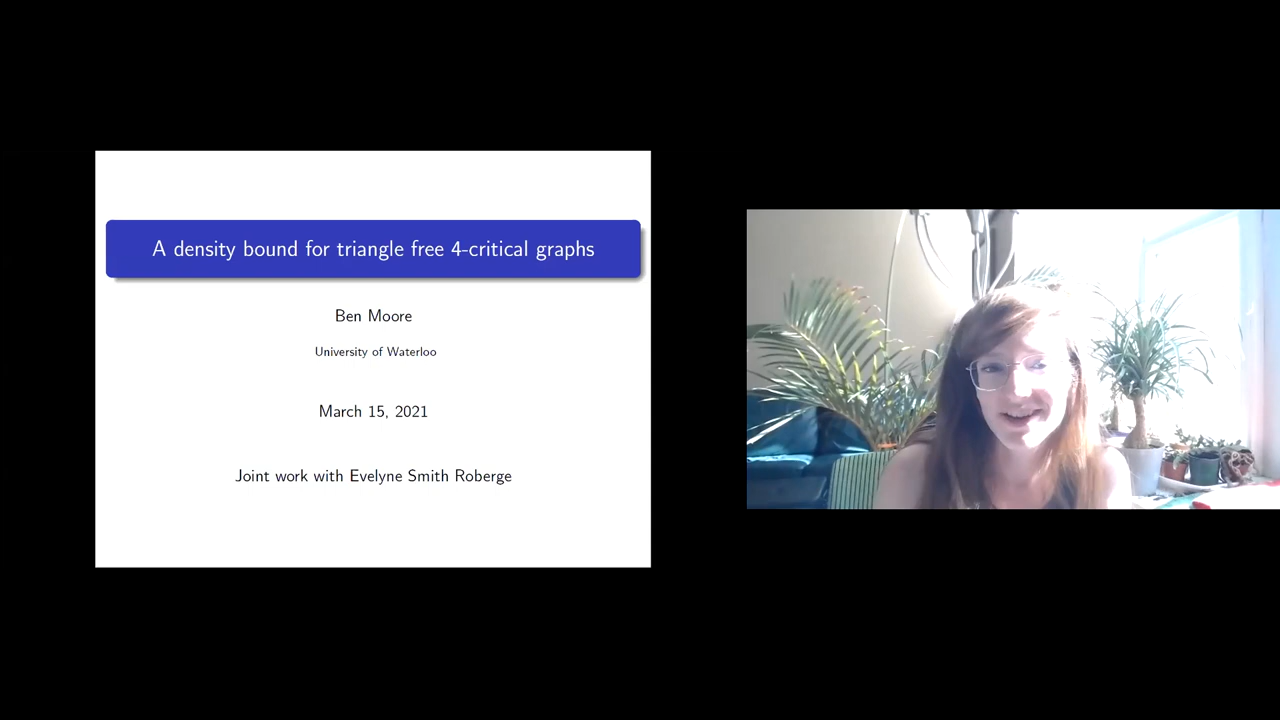 A density bound for triangle free 4-critical graphs
Ben Moore
University of Waterloo
March 15, 2021
Joint work with Evelyne Smith Roberge